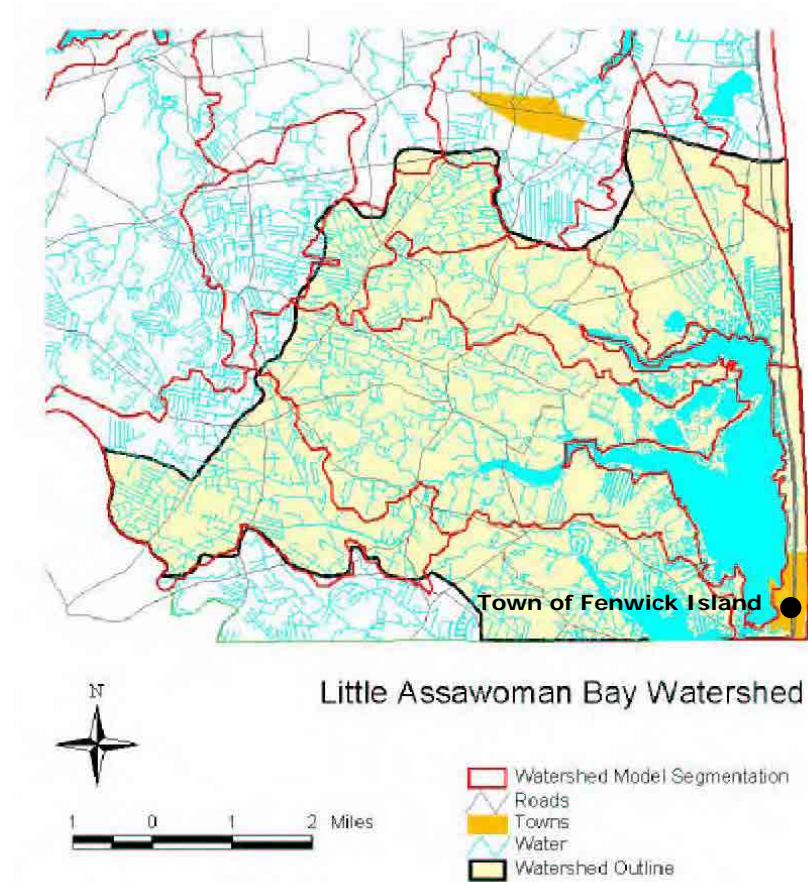 Town of Fenwick Island
Little Assawoman Bay Watershed
N
1 0 1 2 Miles
Watershed Model Segmentation
Roads
Towns
Water
Watershed Outline